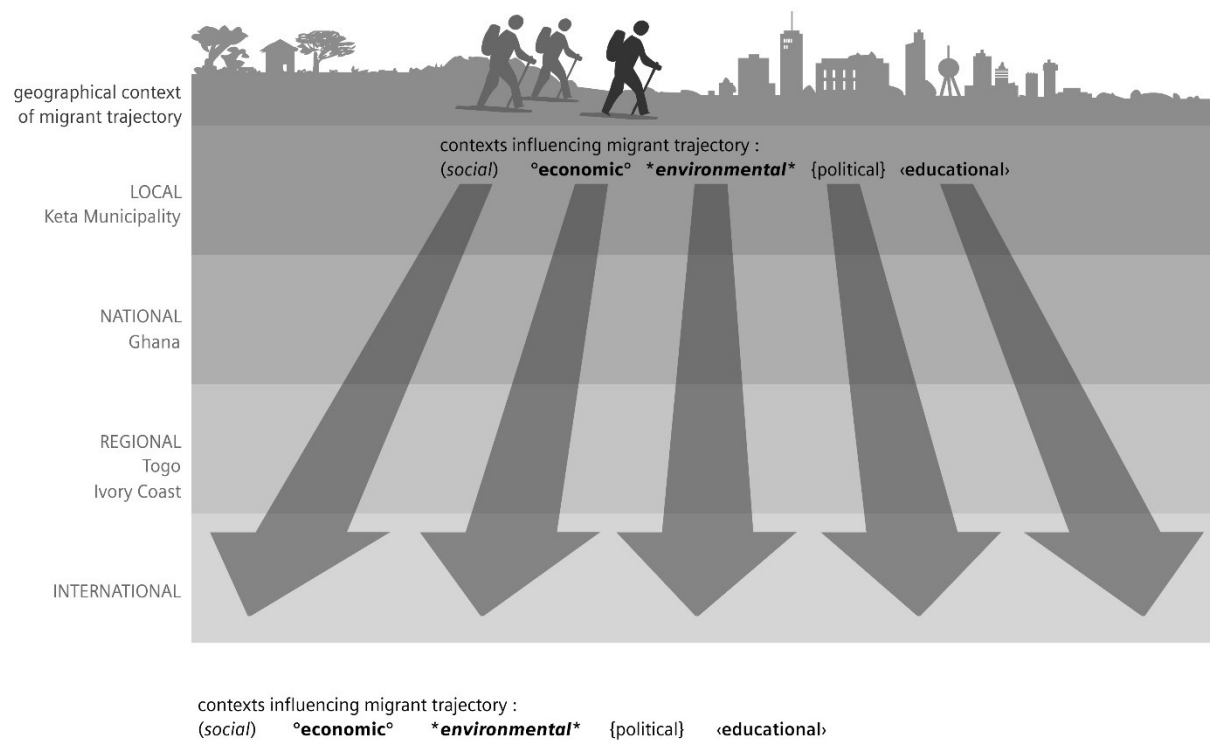 geographical context
of migrant trajectory
contexts influencing migrant trajectory :
(social) °economic° *environmental* {political} ‹educational›
LOCAL
Keta Municipality
NATIONAL
Ghana
REGIONAL
Togo
Ivory Coast
INTERNATIONAL
contexts influencing migrant trajectory :
(social) °economic° *environmental* {political} ‹educational›